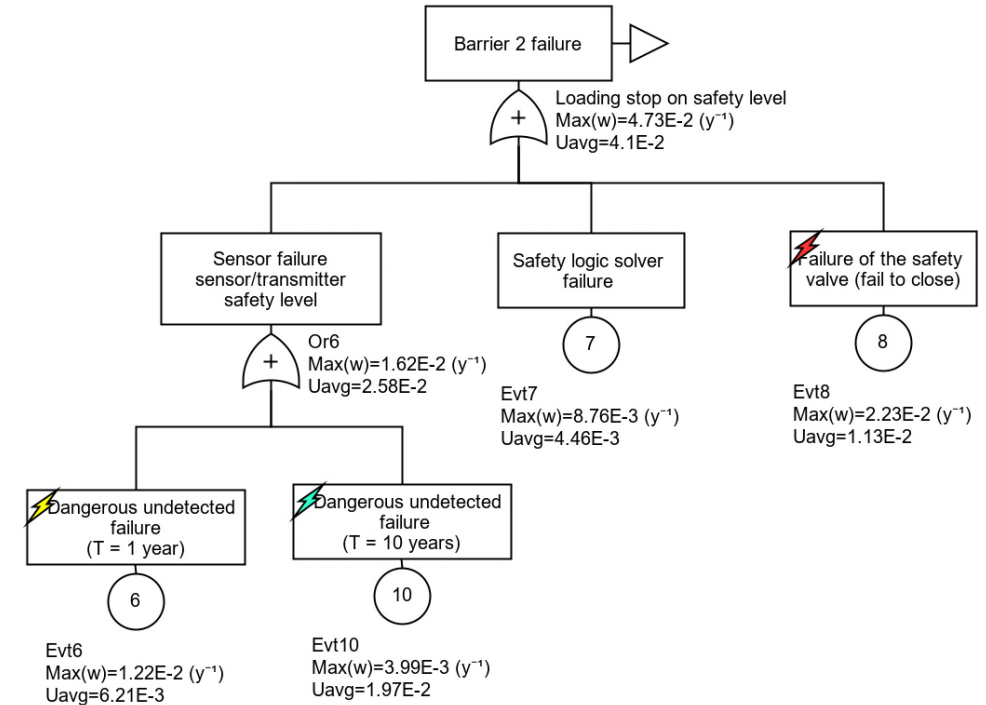 Barrier 2 failure
+
Loading stop on safety level
Max(w)=4.73E-2 (y⁻¹)
Uavg=4.1E-2
Sensor failure
sensor/transmitter
safety level
Safety logic solver
failure
Failure of the safety
valve (fail to close)
+
Or6
Max(w)=1.62E-2 (y⁻¹)
Uavg=2.58E-2
7
Evt7
Max(w)=8.76E-3 (y⁻¹)
Uavg=4.46E-3
8
Evt8
Max(w)=2.23E-2 (y⁻¹)
Uavg=1.13E-2
Dangerous undetected
failure
(T = 1 year)
Dangerous undetected
failure
(T = 10 years)
6
Evt6
Max(w)=1.22E-2 (y⁻¹)
Uavg=6.21E-3
10
Evt10
Max(w)=3.99E-3 (y⁻¹)
Uavg=1.97E-2